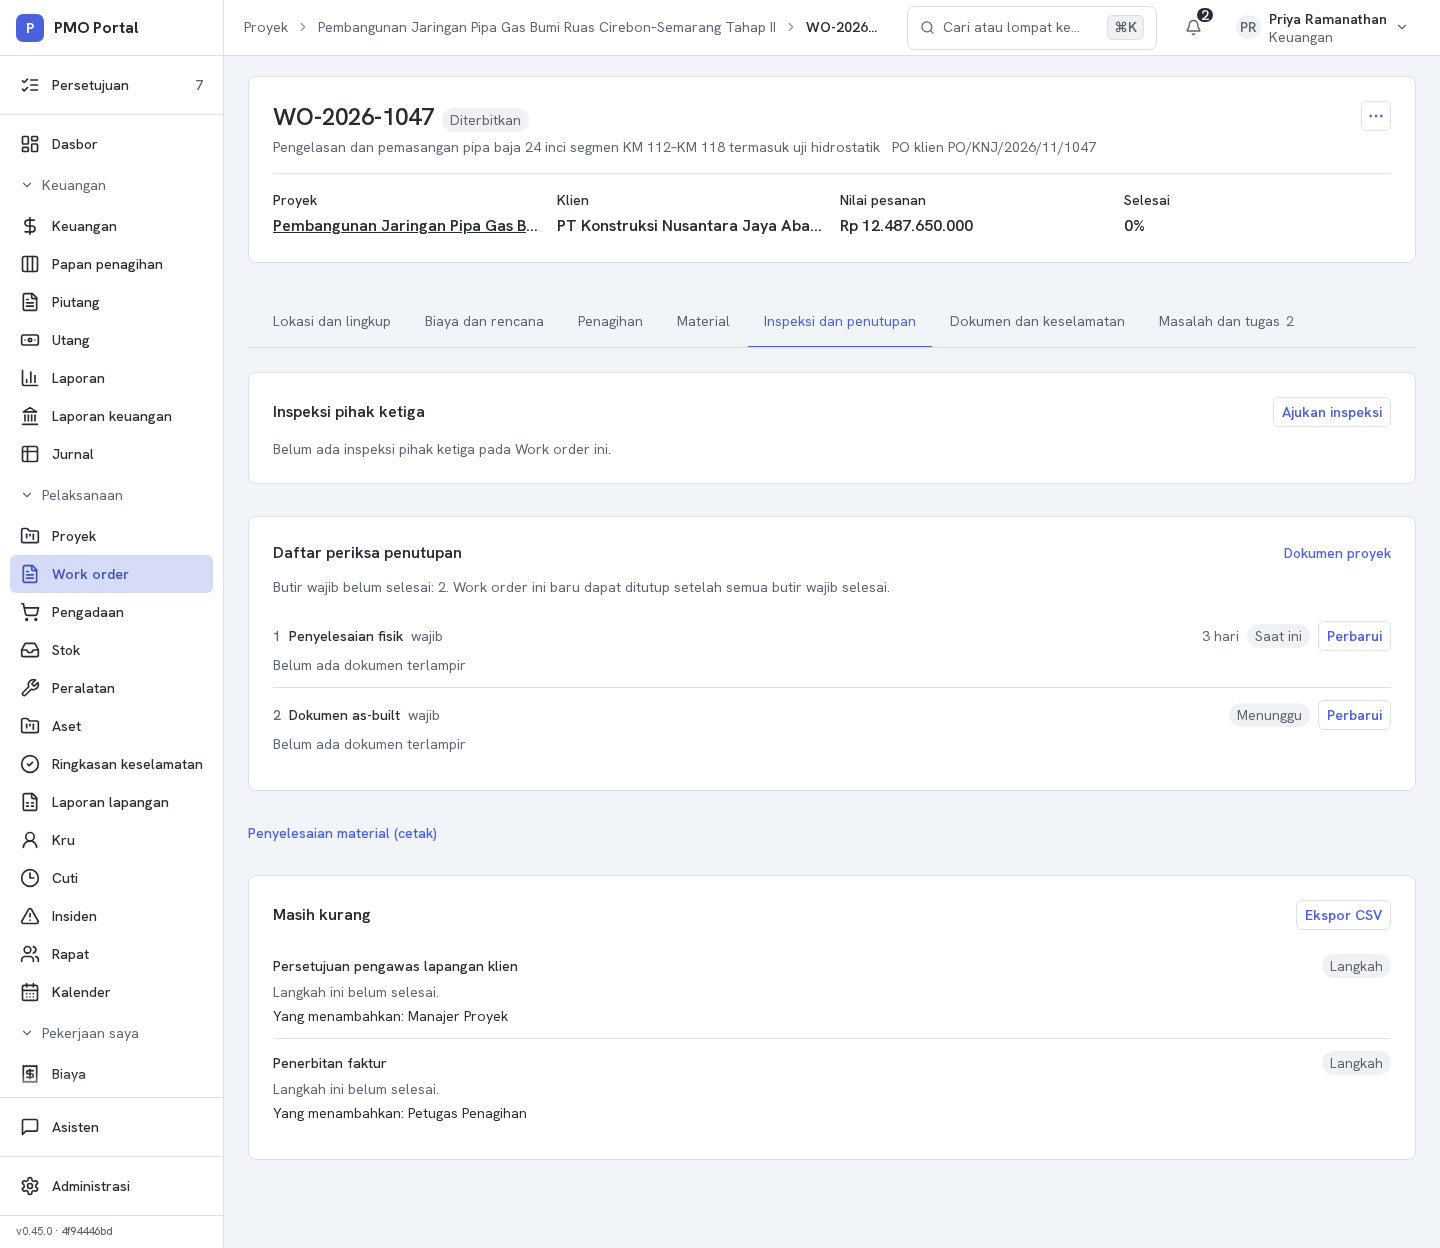 P PMO Portal
Proyek > Pembangunan Jaringan Pipa Gas Bumi Ruas Cirebon–Semarang Tahap II > WO-2026...
Cari atau lompat ke... ⌘K
2
PR Priya Ramanathan
Keuangan
Persetujuan 7
Dasbor
Keuangan
Keuangan
Papan penagihan
Piutang
Utang
Laporan
Laporan keuangan
Jurnal
Pelaksanaan
Proyek
Work order
Pengadaan
Stok
Peralatan
Aset
Ringkasan keselamatan
Laporan lapangan
Kru
Cuti
Insiden
Rapat
Kalender
Pekerjaan saya
Biaya
Asisten
Administrasi
v0.45.0 · 4f94446bd
WO-2026-1047 Diterbitkan
Pengelasan dan pemasangan pipa baja 24 inci segmen KM 112–KM 118 termasuk uji hidrostatik PO klien PO/KNJ/2026/11/1047
Proyek Klien Nilai pesanan Selesai
Pembangunan Jaringan Pipa Gas B... PT Konstruksi Nusantara Jaya Aba... Rp 12.487.650.000 0%
Lokasi dan lingkup Biaya dan rencana Penagihan Material Inspeksi dan penutupan Dokumen dan keselamatan Masalah dan tugas 2
Inspeksi pihak ketiga Ajukan inspeksi
Belum ada inspeksi pihak ketiga pada Work order ini.
Daftar periksa penutupan Dokumen proyek
Butir wajib belum selesai: 2. Work order ini baru dapat ditutup setelah semua butir wajib selesai.
1 Penyelesaian fisik wajib 3 hari Saat ini Perbarui
Belum ada dokumen terlampir
2 Dokumen as-built wajib Menunggu Perbarui
Belum ada dokumen terlampir
Penyelesaian material (cetak)
Masih kurang Ekspor CSV
Persetujuan pengawas lapangan klien Langkah
Langkah ini belum selesai.
Yang menambahkan: Manajer Proyek
Penerbitan faktur Langkah
Langkah ini belum selesai.
Yang menambahkan: Petugas Penagihan